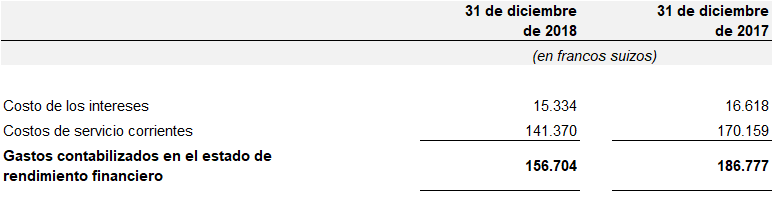 31 de diciembre 31 de diciembre
de 2018 de 2017
(en francos suizos)
Costo de los intereses 15.334 16.618
Costos de servicio corrientes 141.370 170.159
Gastos contabilizados en el estado de
rendimiento financiero 156.704 186.777